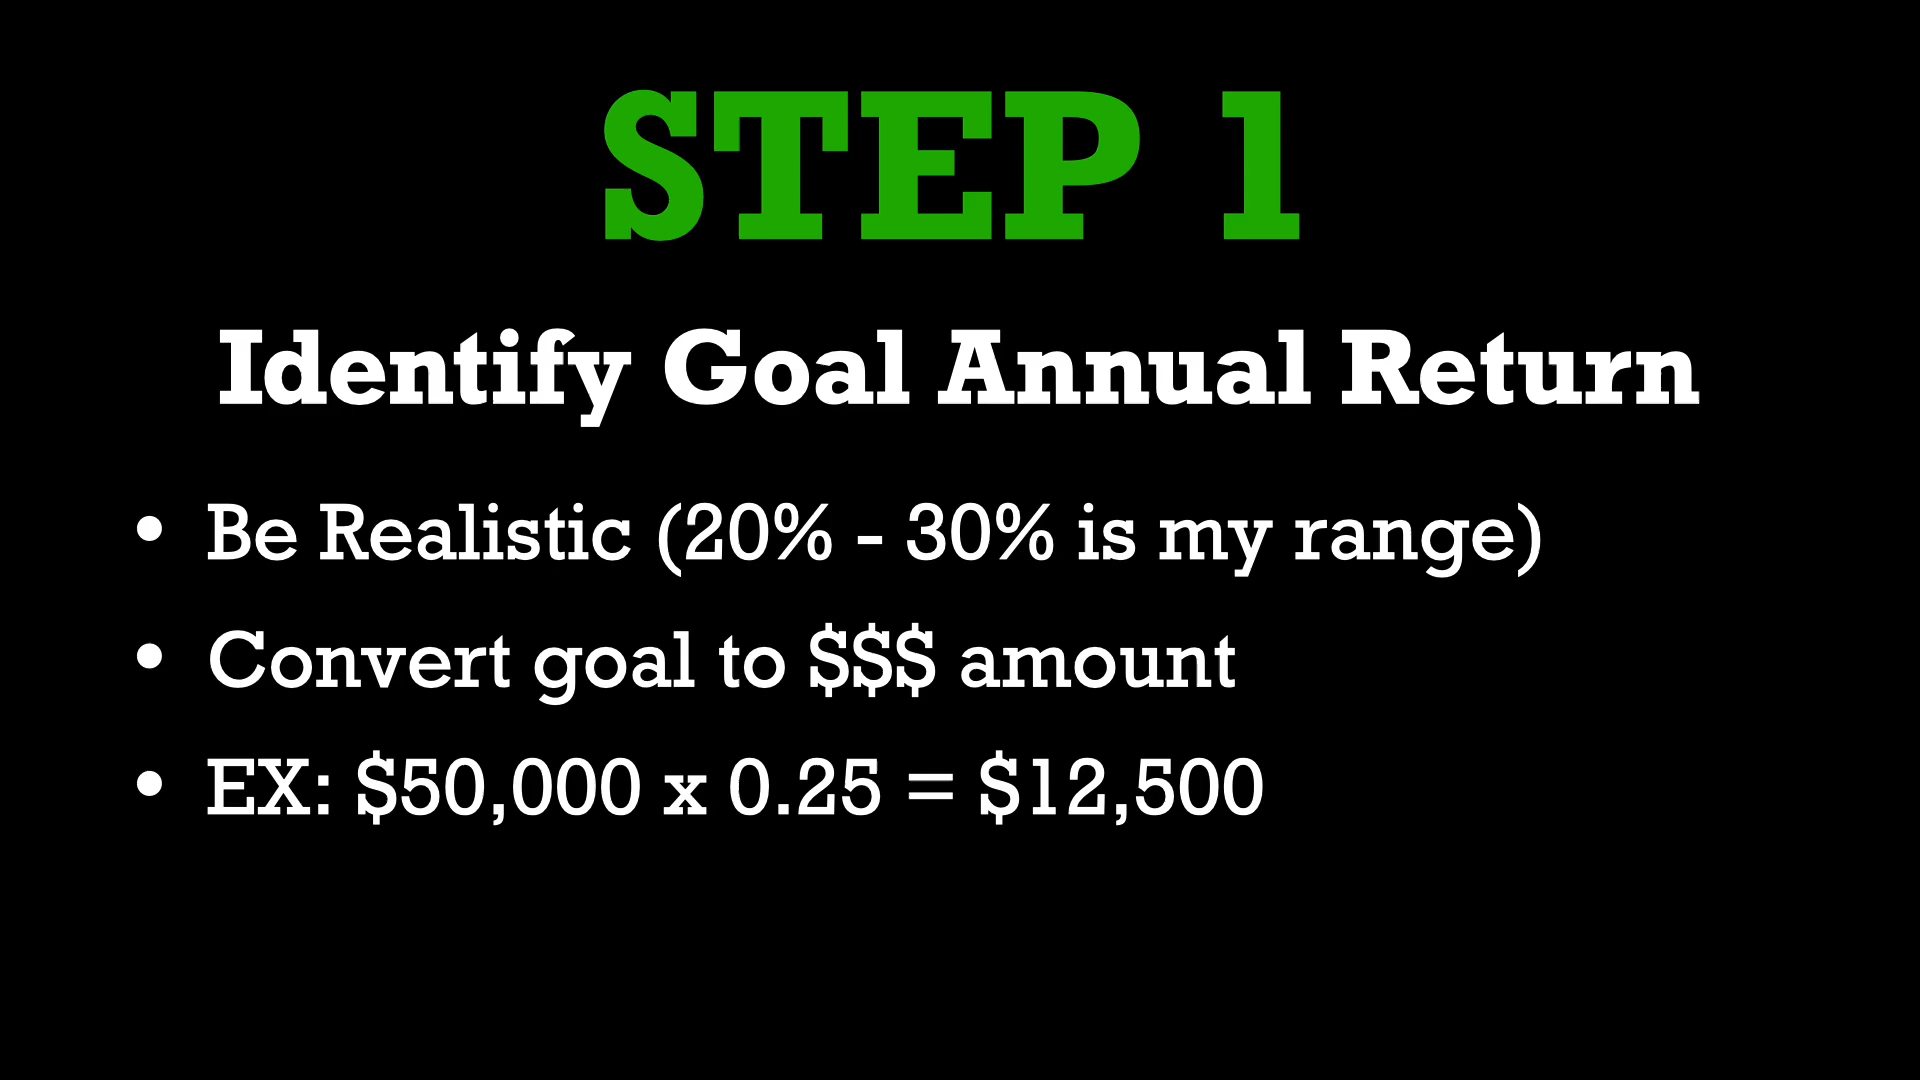 STEP 1
Identify Goal Annual Return
• Be Realistic (20% - 30% is my range)
• Convert goal to $$$ amount
• EX: $50,000 x 0.25 = $12,500